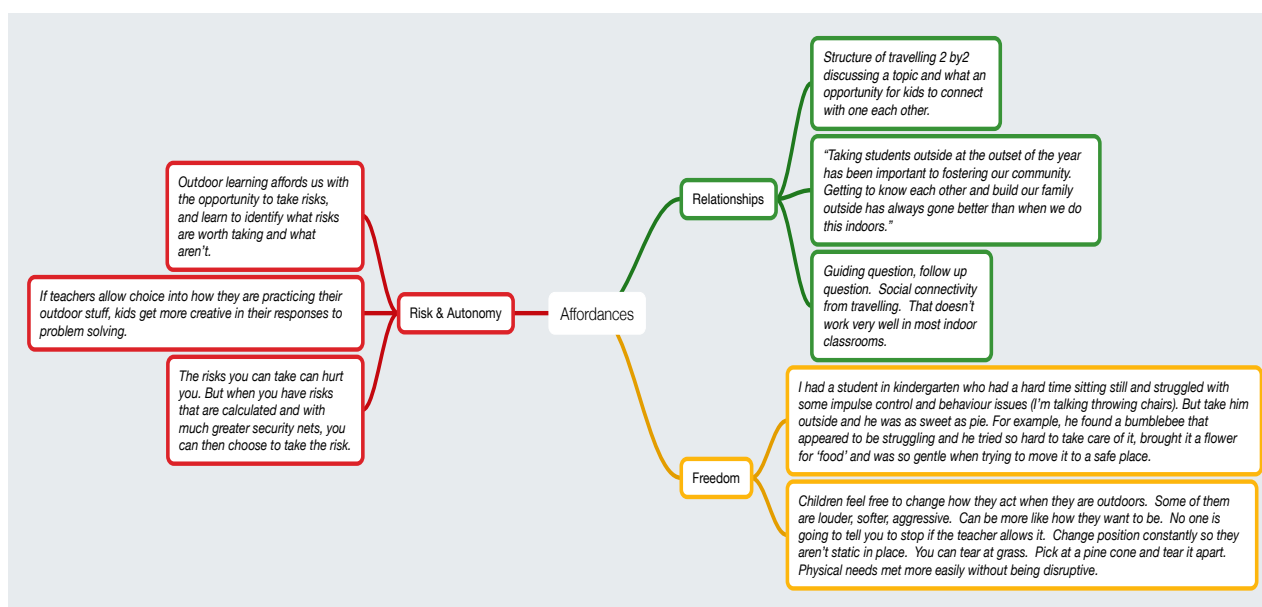 Affordances
Risk & Autonomy
Outdoor learning affords us with
the opportunity to take risks,
and learn to identify what risks
are worth taking and what
aren't.
If teachers allow choice into how they are practicing their
outdoor stuff, kids get more creative in their responses to
problem solving.
The risks you can take can hurt
you. But when you have risks
that are calculated and with
much greater security nets, you
can then choose to take the risk.
Relationships
Structure of travelling 2 by2
discussing a topic and what an
opportunity for kids to connect
with one each other.
“Taking students outside at the outset of the year
has been important to fostering our community.
Getting to know each other and build our family
outside has always gone better than when we do
this indoors.”
Guiding question, follow up
question.  Social connectivity
from travelling.  That doesn't
work very well in most indoor
classrooms.
Freedom
I had a student in kindergarten who had a hard time sitting still and struggled with
some impulse control and behaviour issues (I'm talking throwing chairs). But take him
outside and he was as sweet as pie. For example, he found a bumblebee that
appeared to be struggling and he tried so hard to take care of it, brought it a flower
for ‘food’ and was so gentle when trying to move it to a safe place.
Children feel free to change how they act when they are outdoors.  Some of them
are louder, softer, aggressive.  Can be more like how they want to be.  No one is
going to tell you to stop if the teacher allows it.  Change position constantly so they
aren't static in place.  You can tear at grass.  Pick at a pine cone and tear it apart.
Physical needs met more easily without being disruptive.